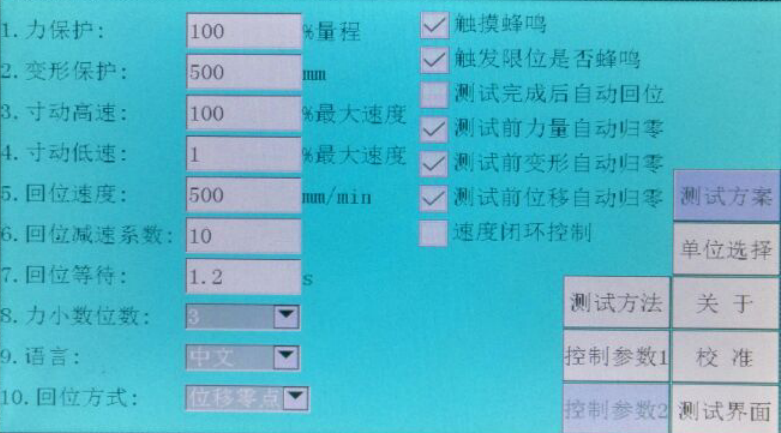 1.力保护: 100 %量程
2.变形保护: 500 mm
3.寸动高速: 100 %最大速度
4.寸动低速: 1 %最大速度
5.回位速度: 500 mm/min
6.回位减速系数: 10
7.回位等待: 1.2 s
8.力小数位数: 3
9.语言: 中文
10.回位方式: 位移零点
触摸蜂鸣
触发限位是否蜂鸣
测试完成后自动回位
测试前力量自动归零
测试前变形自动归零
测试前位移自动归零
速度闭环控制
测试方案
单位选择
测试方法 关于
控制参数1 校准
控制参数2 测试界面